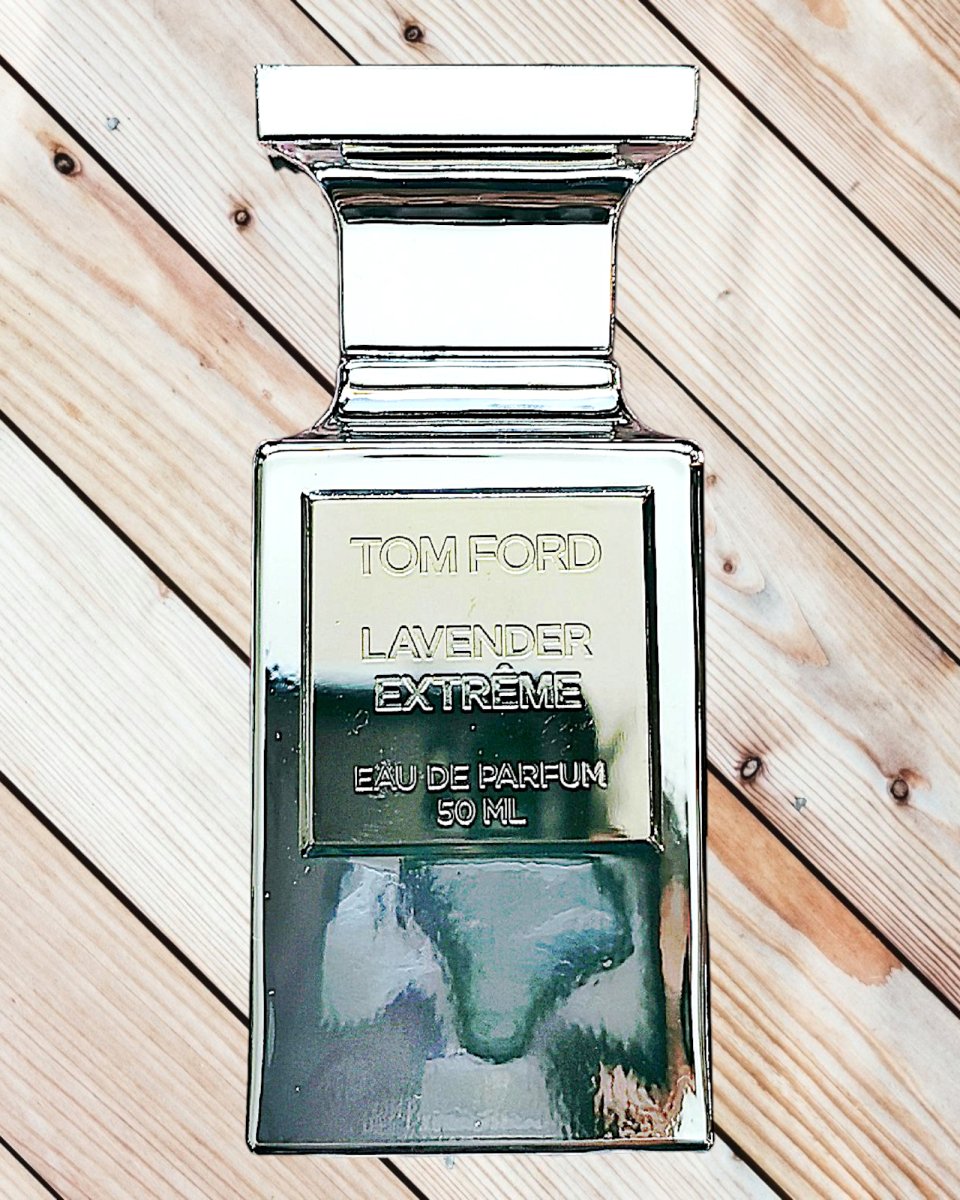 TOM FORD
LAVENDER
EXTRÊME
EAU DE PARFUM
50 ML